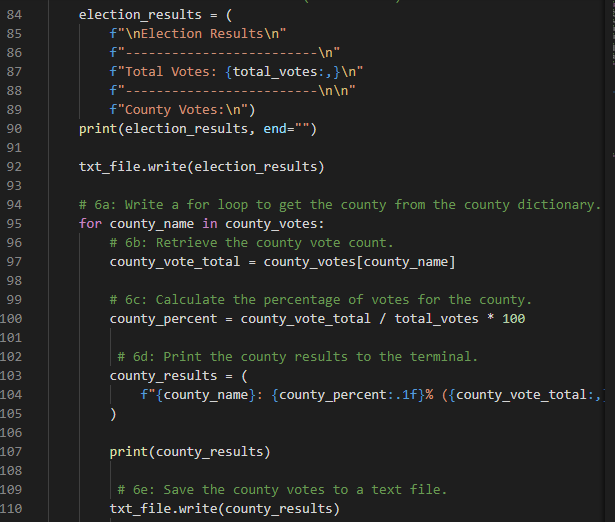 84 election_results = (
85 f"\nElection Results\n"
86 f"-------------------------\n"
87 f"Total Votes: {total_votes:,}\n"
88 f"-------------------------\n\n"
89 f"County Votes:\n")
90 print(election_results, end="")
91
92 txt_file.write(election_results)
93
94 # 6a: Write a for loop to get the county from the county dictionary.
95 for county_name in county_votes:
96 # 6b: Retrieve the county vote count.
97 county_vote_total = county_votes[county_name]
98
99 # 6c: Calculate the percentage of votes for the county.
100 county_percent = county_vote_total / total_votes * 100
101
102 # 6d: Print the county results to the terminal.
103 county_results = (
104 f"{county_name}: {county_percent:.1f}% ({county_vote_total:,}
105 )
106
107 print(county_results)
108
109 # 6e: Save the county votes to a text file.
110 txt_file.write(county_results)